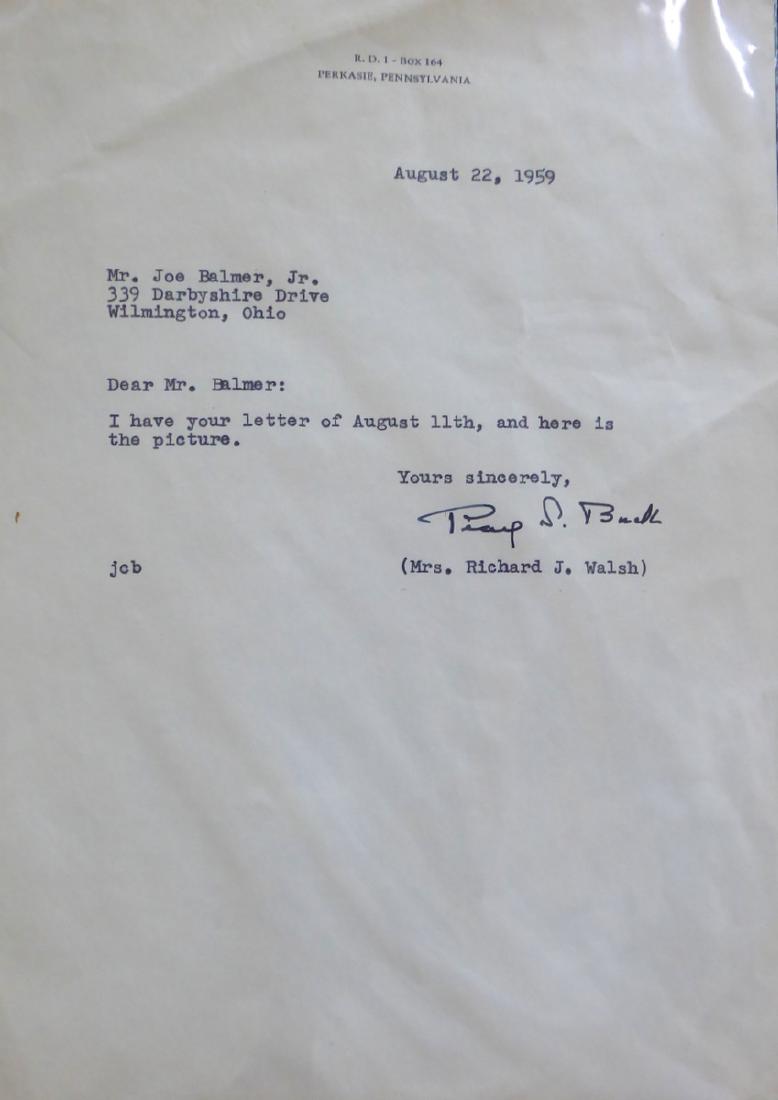 R. D. 1 - BOX 164
PERKASIE, PENNSYLVANIA
August 22, 1959
Mr. Joe Balmer, Jr.
339 Darbyshire Drive
Wilmington, Ohio
Dear Mr. Balmer:
I have your letter of August 11th, and here is
the picture.
Yours sincerely,
Pearl S. Buck
jcb (Mrs. Richard J. Walsh)